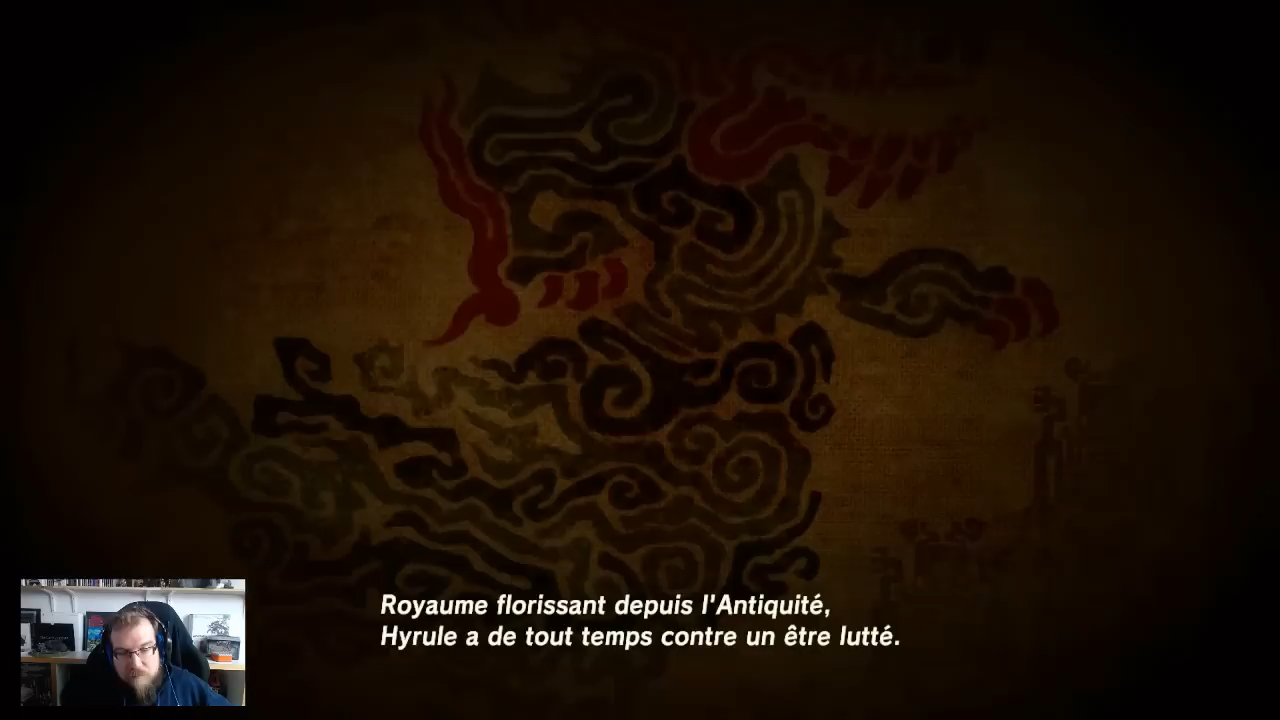 Royaume florissant depuis l'Antiquité,
Hyrule a de tout temps contre un être lutté.